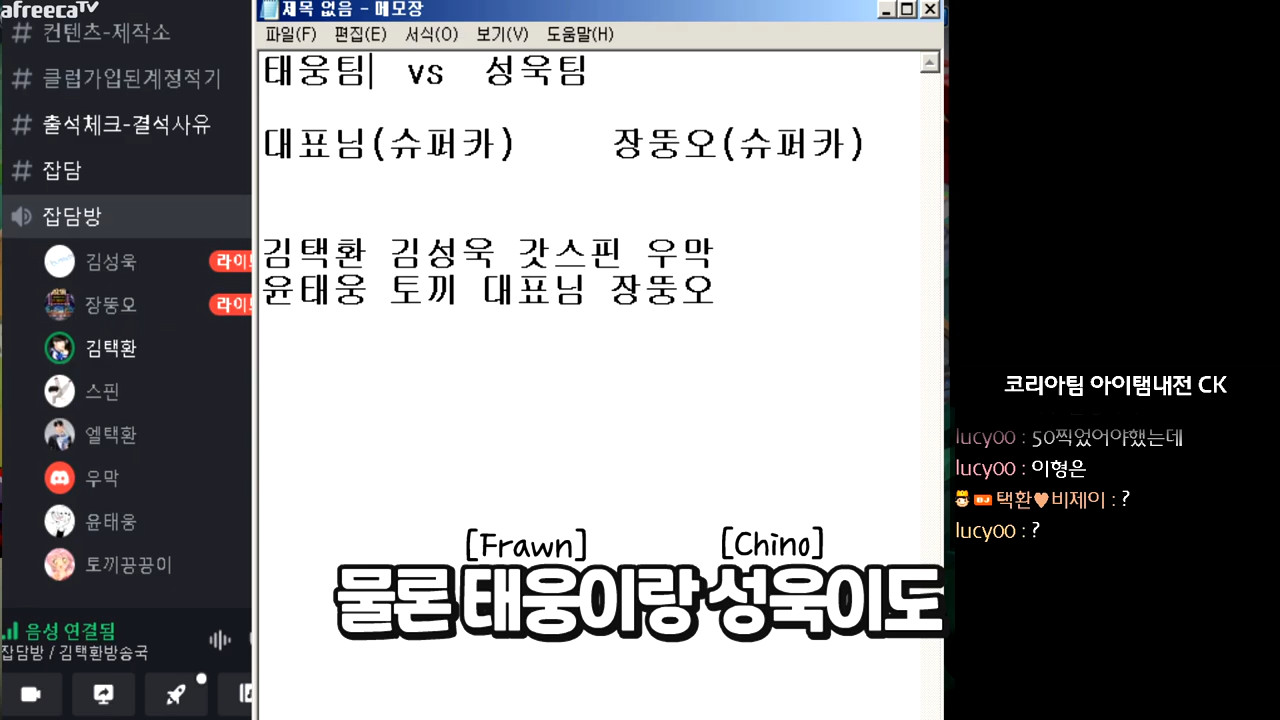 afreecaTV
# 컨텐츠-제작소
# 클럽가입된계정적기
# 출석체크-결석사유
# 잡담
잡담방
김성욱 라이브
장뚱오 라이브
김택환
스핀
엘택환
우막
윤태웅
토끼끙끙이
음성 연결됨
잡담방 / 김택환방송국
제목 없음 - 메모장
파일(F) 편집(E) 서식(O) 보기(V) 도움말(H)
태웅팀 vs 성욱팀
대표님(슈퍼카) 장뚱오(슈퍼카)
김택환 김성욱 갓스핀 우막
윤태웅 토끼 대표님 장뚱오
[Frawn] [Chino]
물론 태웅이랑 성욱이도
코리아팀 아이탬내전 CK
lucy00 : 50찍었어야했는데
lucy00 : 이형은
BJ 택환♥비제이 : ?
lucy00 : ?